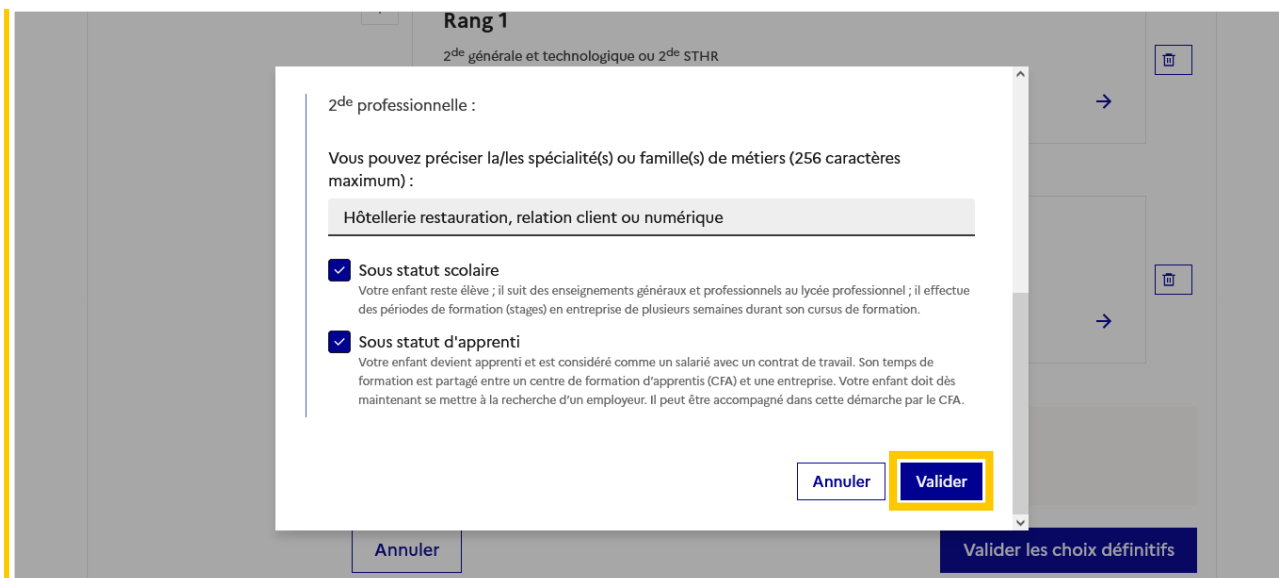 Rang 1
2de générale et technologique ou 2de STHR
2de professionnelle :
Vous pouvez préciser la/les spécialité(s) ou famille(s) de métiers (256 caractères
maximum) :
Hôtellerie restauration, relation client ou numérique
Sous statut scolaire
Votre enfant reste élève ; il suit des enseignements généraux et professionnels au lycée professionnel ; il effectue
des périodes de formation (stages) en entreprise de plusieurs semaines durant son cursus de formation.
Sous statut d'apprenti
Votre enfant devient apprenti et est considéré comme un salarié avec un contrat de travail. Son temps de
formation est partagé entre un centre de formation d'apprentis (CFA) et une entreprise. Votre enfant doit dès
maintenant se mettre à la recherche d'un employeur. Il peut être accompagné dans cette démarche par le CFA.
Annuler Valider
Annuler Valider les choix définitifs